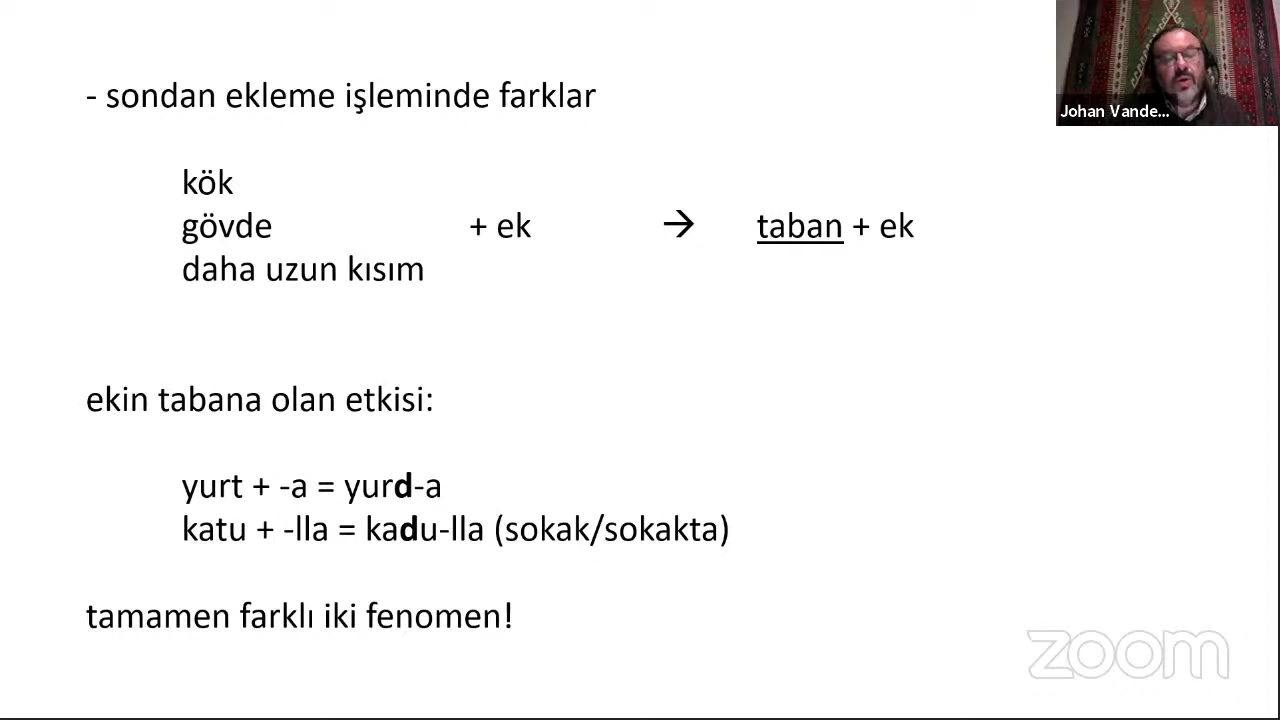 - sondan ekleme işleminde farklar
kök
gövde + ek → taban + ek
daha uzun kısım
ekin tabana olan etkisi:
yurt + -a = yurd-a
katu + -lla = kadu-lla (sokak/sokakta)
tamamen farklı iki fenomen!
Johan Vande...
zoom